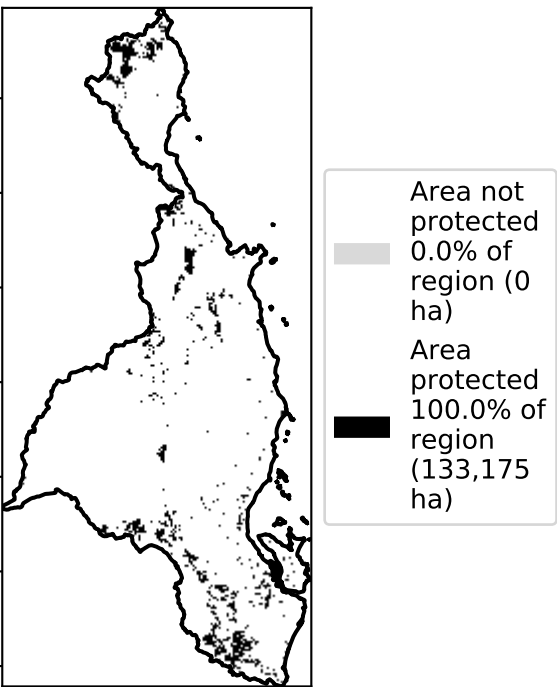 Area not
protected
0.0% of
region (0
ha)
Area
protected
100.0% of
region
(133,175
ha)